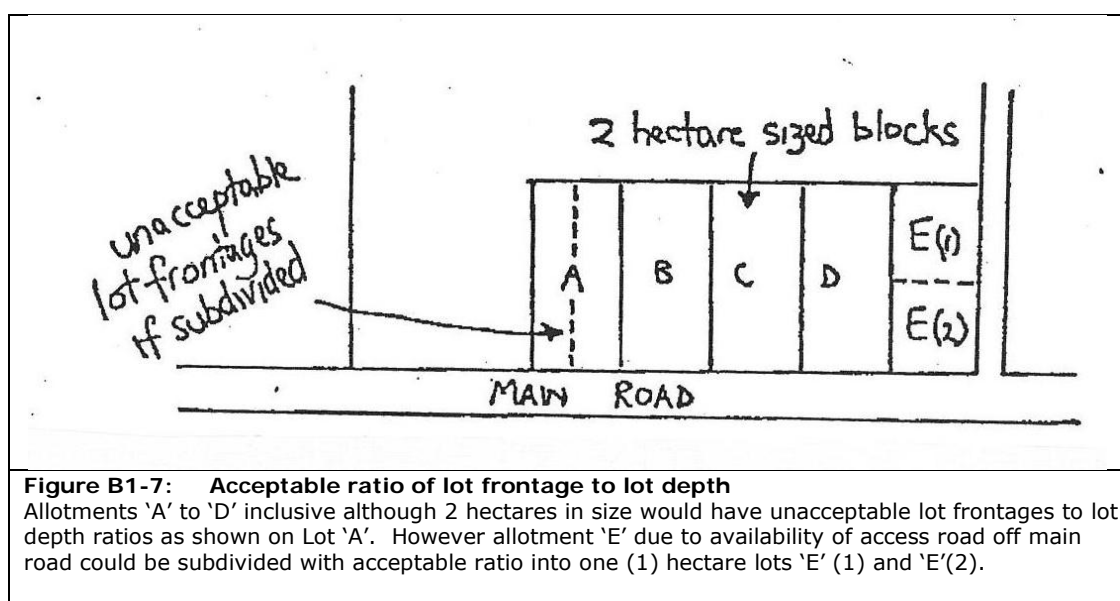 2 hectare sized blocks
unacceptable
lot frontages
if subdivided
A
B
C
D
E(1)
E(2)
MAIN ROAD
Figure B1-7: Acceptable ratio of lot frontage to lot depth
Allotments ‘A’ to ‘D’ inclusive although 2 hectares in size would have unacceptable lot frontages to lot
depth ratios as shown on Lot ‘A’. However allotment ‘E’ due to availability of access road off main
road could be subdivided with acceptable ratio into one (1) hectare lots ‘E’ (1) and ‘E’(2).